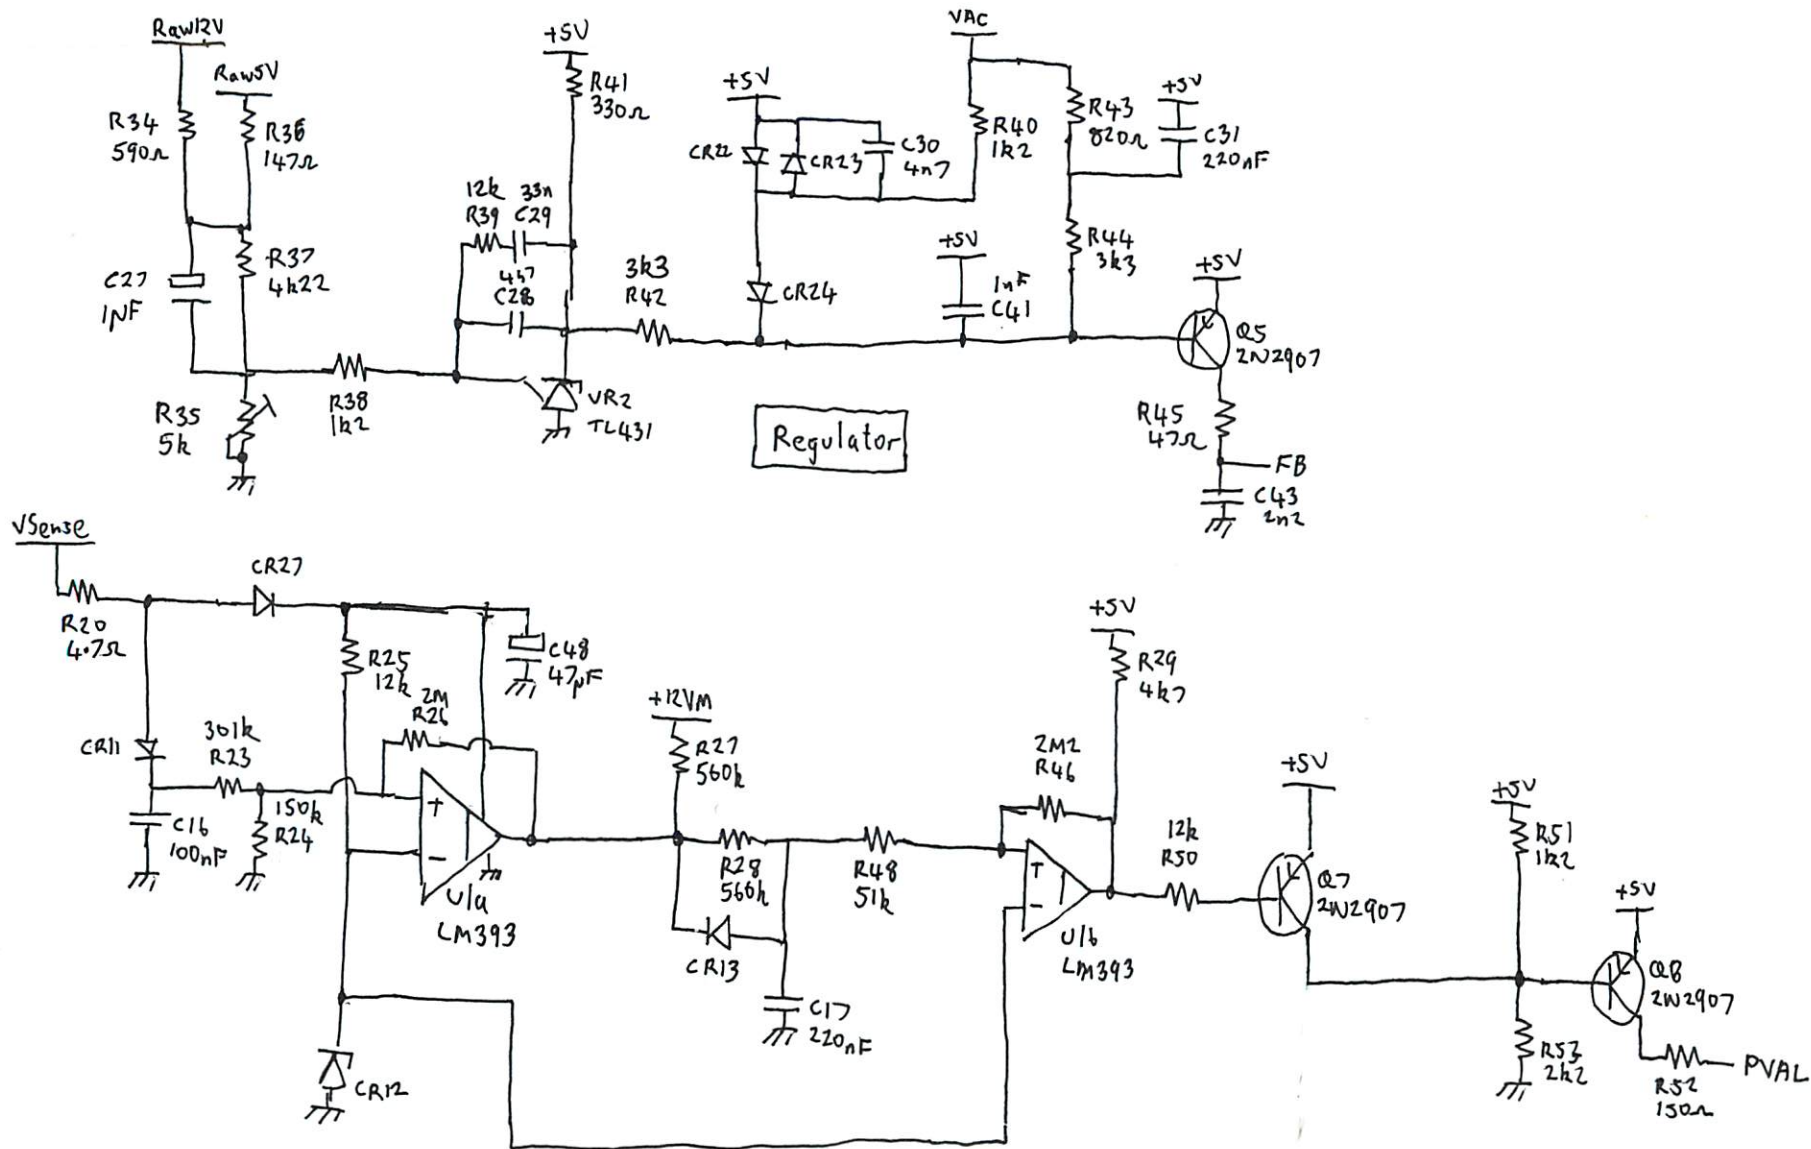 Raw12V
Raw5V
R34
590Ω
R36
147Ω
R37
4k22
C27
1µF
R35
5k
R38
1k2
12k
R39
33n
C29
4n7
C28
+5V
R41
330Ω
3k3
R42
VR2
TL431
+5V
CR22
CR23
C30
4n7
CR24
VAC
R40
1k2
R43
820Ω
+5V
C31
220nF
R44
3k3
+5V
1nF
C41
+5V
Q5
2N2907
R45
47Ω
FB
C43
2n2
Regulator
VSense
R20
4.7Ω
CR27
R25
12k
C48
47µF
2M
R26
CR11
301k
R23
150k
R24
C16
100nF
+
-
U1a
LM393
+12VM
R27
560k
R28
560k
CR13
C17
220nF
R48
51k
2M2
R46
+5V
R29
4k7
+
-
U1b
LM393
12k
R50
+5V
Q7
2N2907
+5V
R51
1k2
+5V
Q8
2N2907
R53
2k2
R52
150Ω
PVAL
CR12